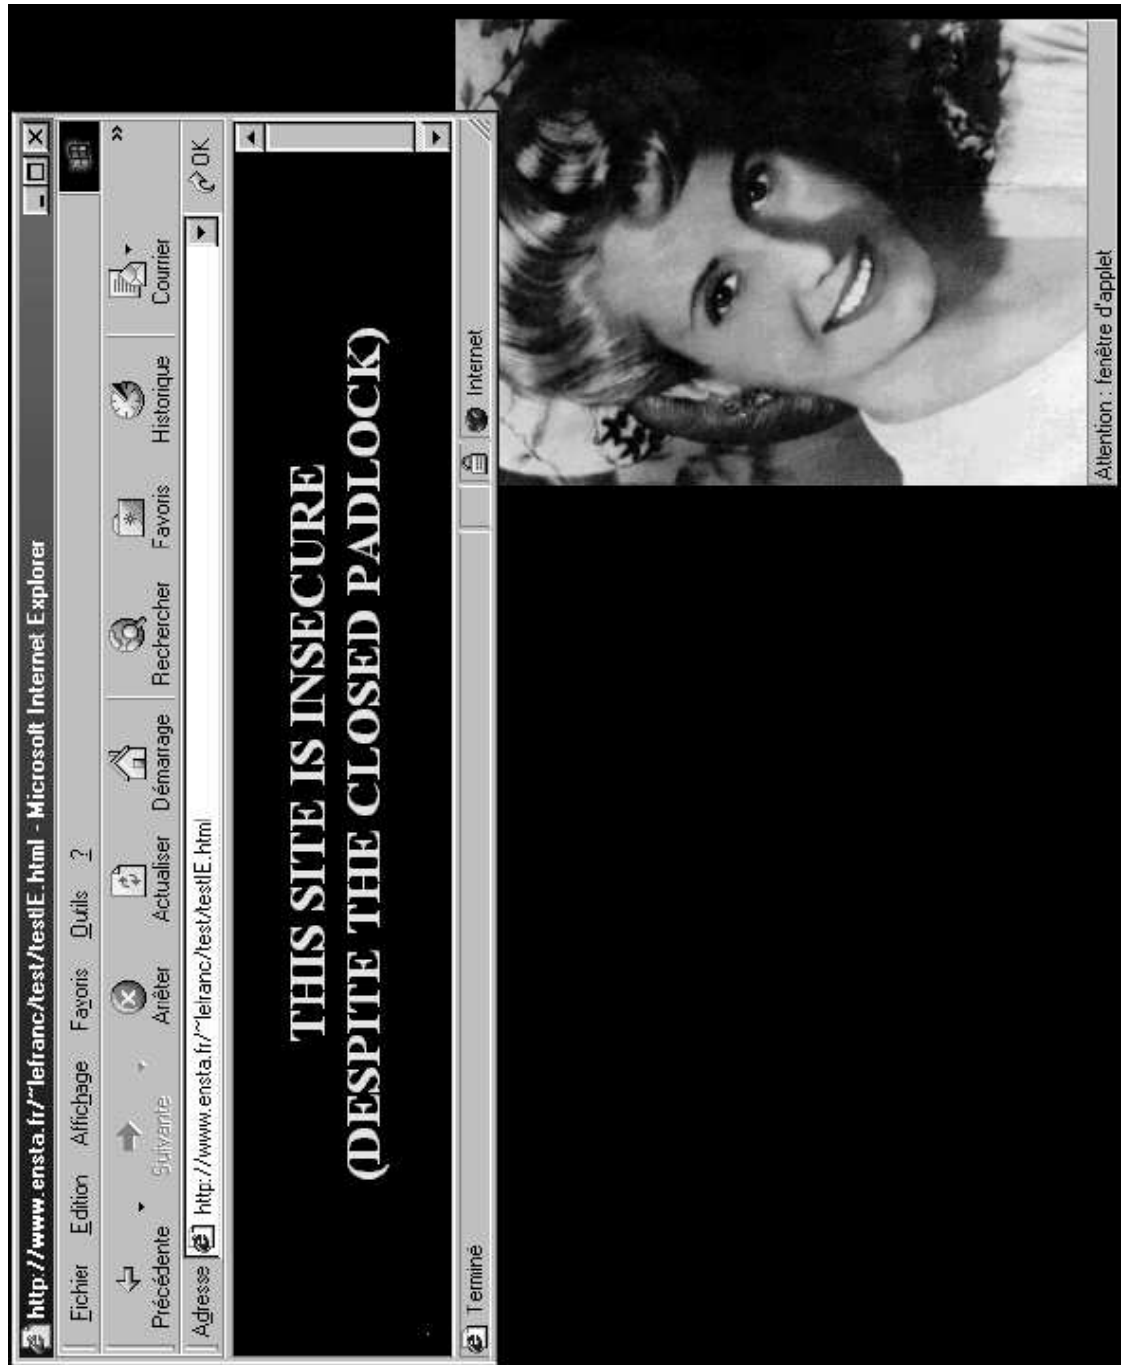 http://www.ensta.fr/~lefranc/test/testIE.html - Microsoft Internet Explorer
Fichier Edition Affichage Favoris Outils ?
Précédente Suivante Arrêter Actualiser Démarrage Rechercher Favoris Historique Courrier »
Adresse http://www.ensta.fr/~lefranc/test/testIE.html OK
THIS SITE IS INSECURE
(DESPITE THE CLOSED PADLOCK)
Terminé Internet
Attention : fenêtre d'applet